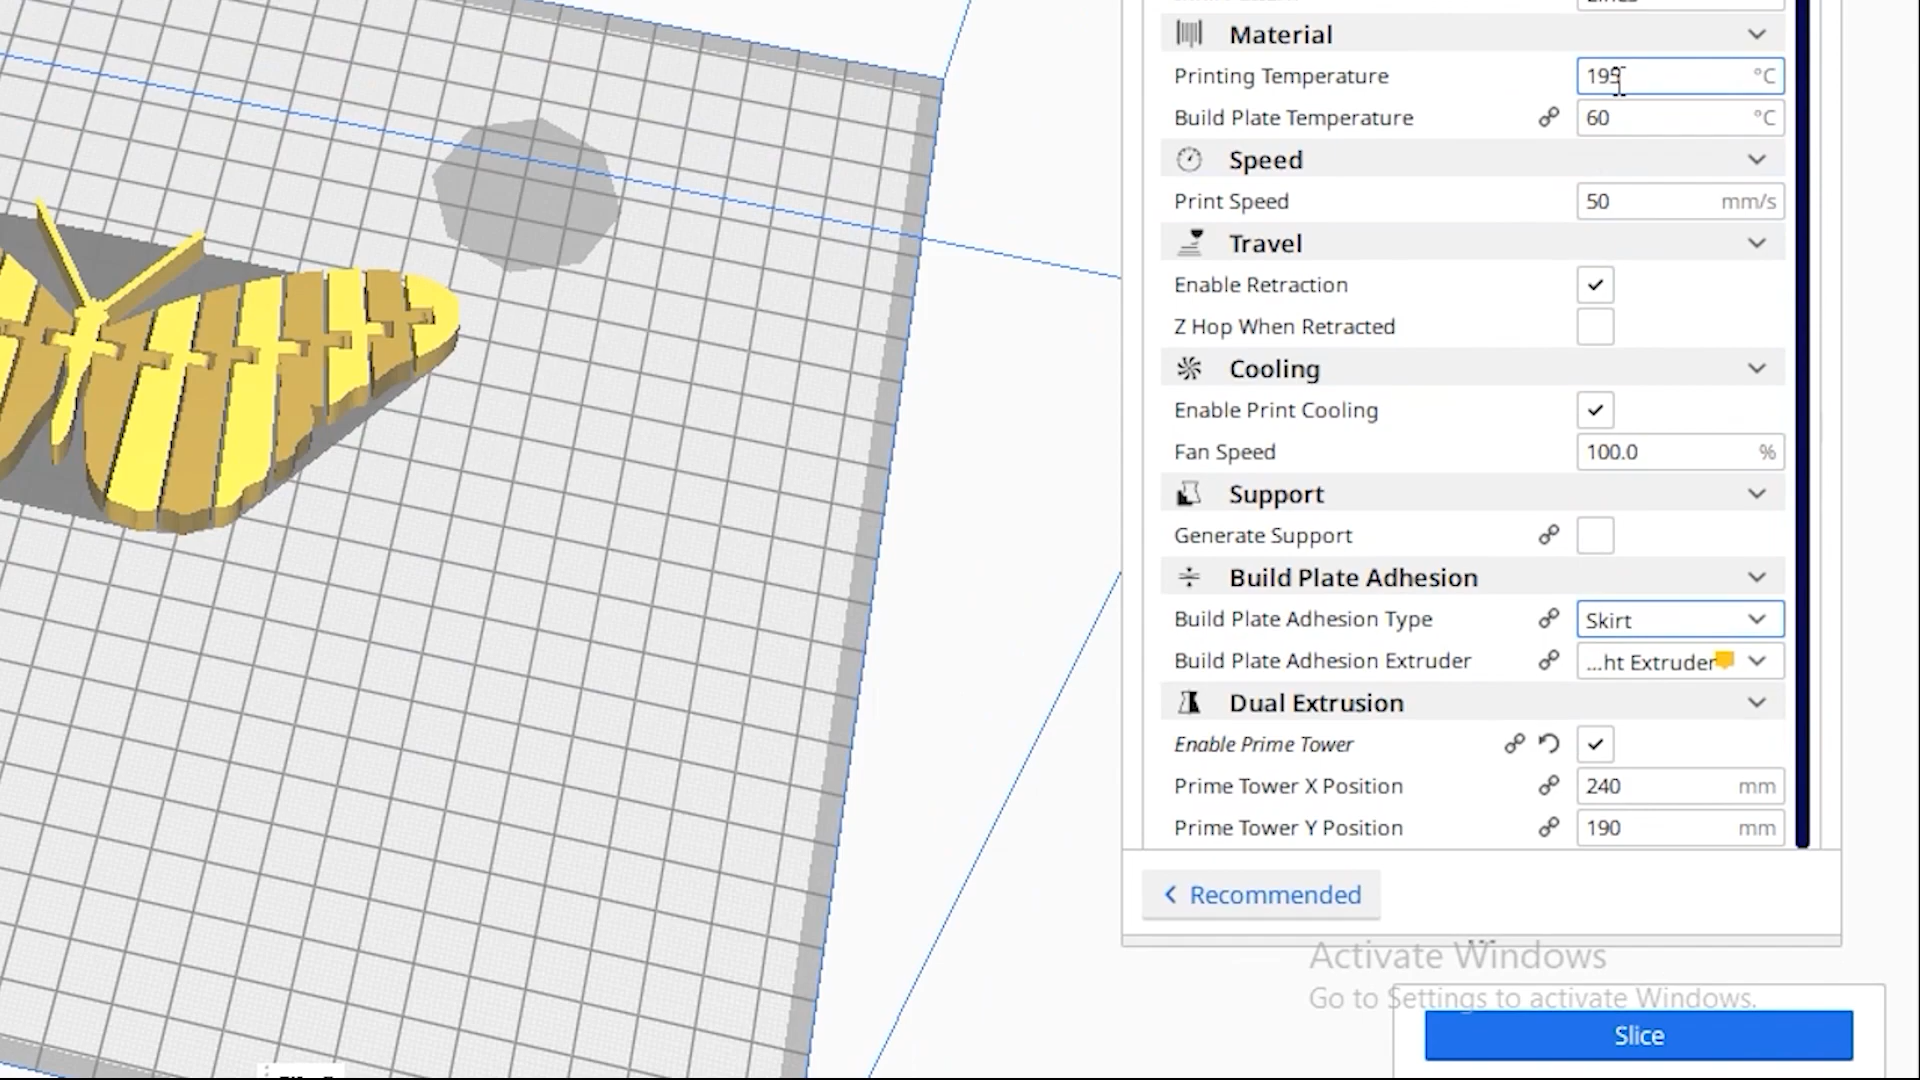 Material
Printing Temperature 195 °C
Build Plate Temperature 60 °C
Speed
Print Speed 50 mm/s
Travel
Enable Retraction
Z Hop When Retracted
Cooling
Enable Print Cooling
Fan Speed 100.0 %
Support
Generate Support
Build Plate Adhesion
Build Plate Adhesion Type Skirt
Build Plate Adhesion Extruder ...ht Extruder
Dual Extrusion
Enable Prime Tower
Prime Tower X Position 240 mm
Prime Tower Y Position 190 mm
Recommended
Activate Windows
Go to Settings to activate Windows.
Slice